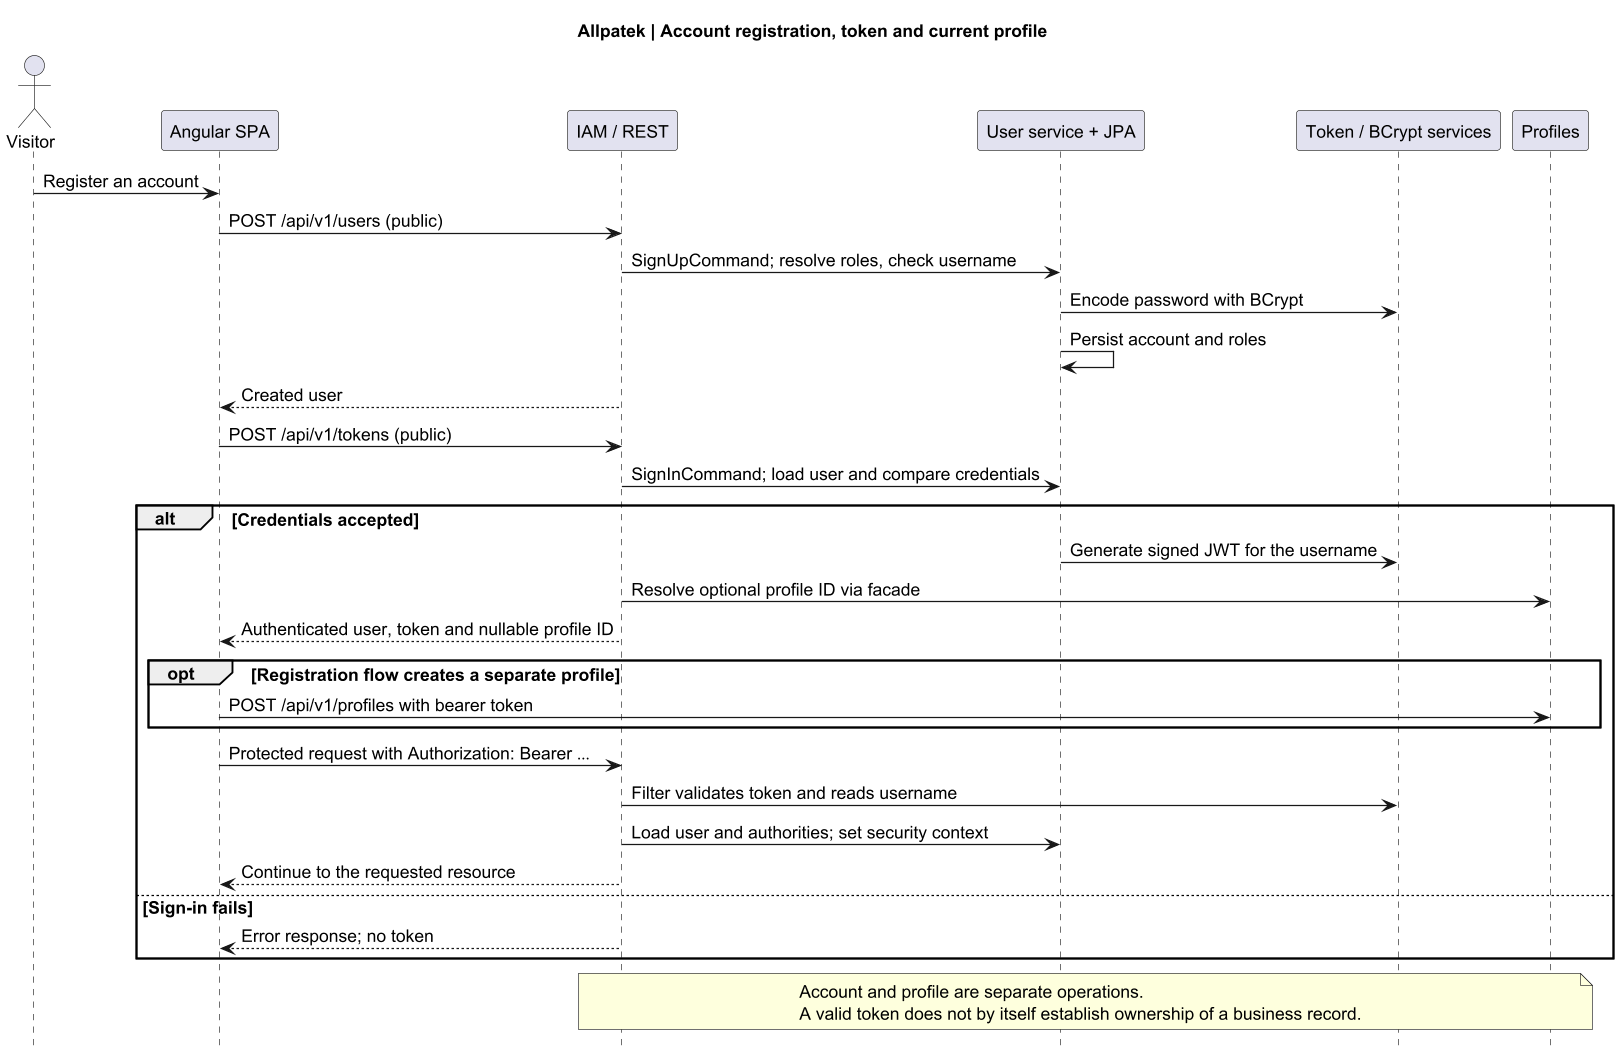 Allpatek | Account registration, token and current profile
Visitor
Angular SPA
IAM / REST
User service + JPA
Token / BCrypt services
Profiles
Register an account
POST /api/v1/users (public)
SignUpCommand; resolve roles, check username
Encode password with BCrypt
Persist account and roles
Created user
POST /api/v1/tokens (public)
SignInCommand; load user and compare credentials
alt
[Credentials accepted]
Generate signed JWT for the username
Resolve optional profile ID via facade
Authenticated user, token and nullable profile ID
opt
[Registration flow creates a separate profile]
POST /api/v1/profiles with bearer token
Protected request with Authorization: Bearer ...
Filter validates token and reads username
Load user and authorities; set security context
Continue to the requested resource
[Sign-in fails]
Error response; no token
Account and profile are separate operations.
A valid token does not by itself establish ownership of a business record.